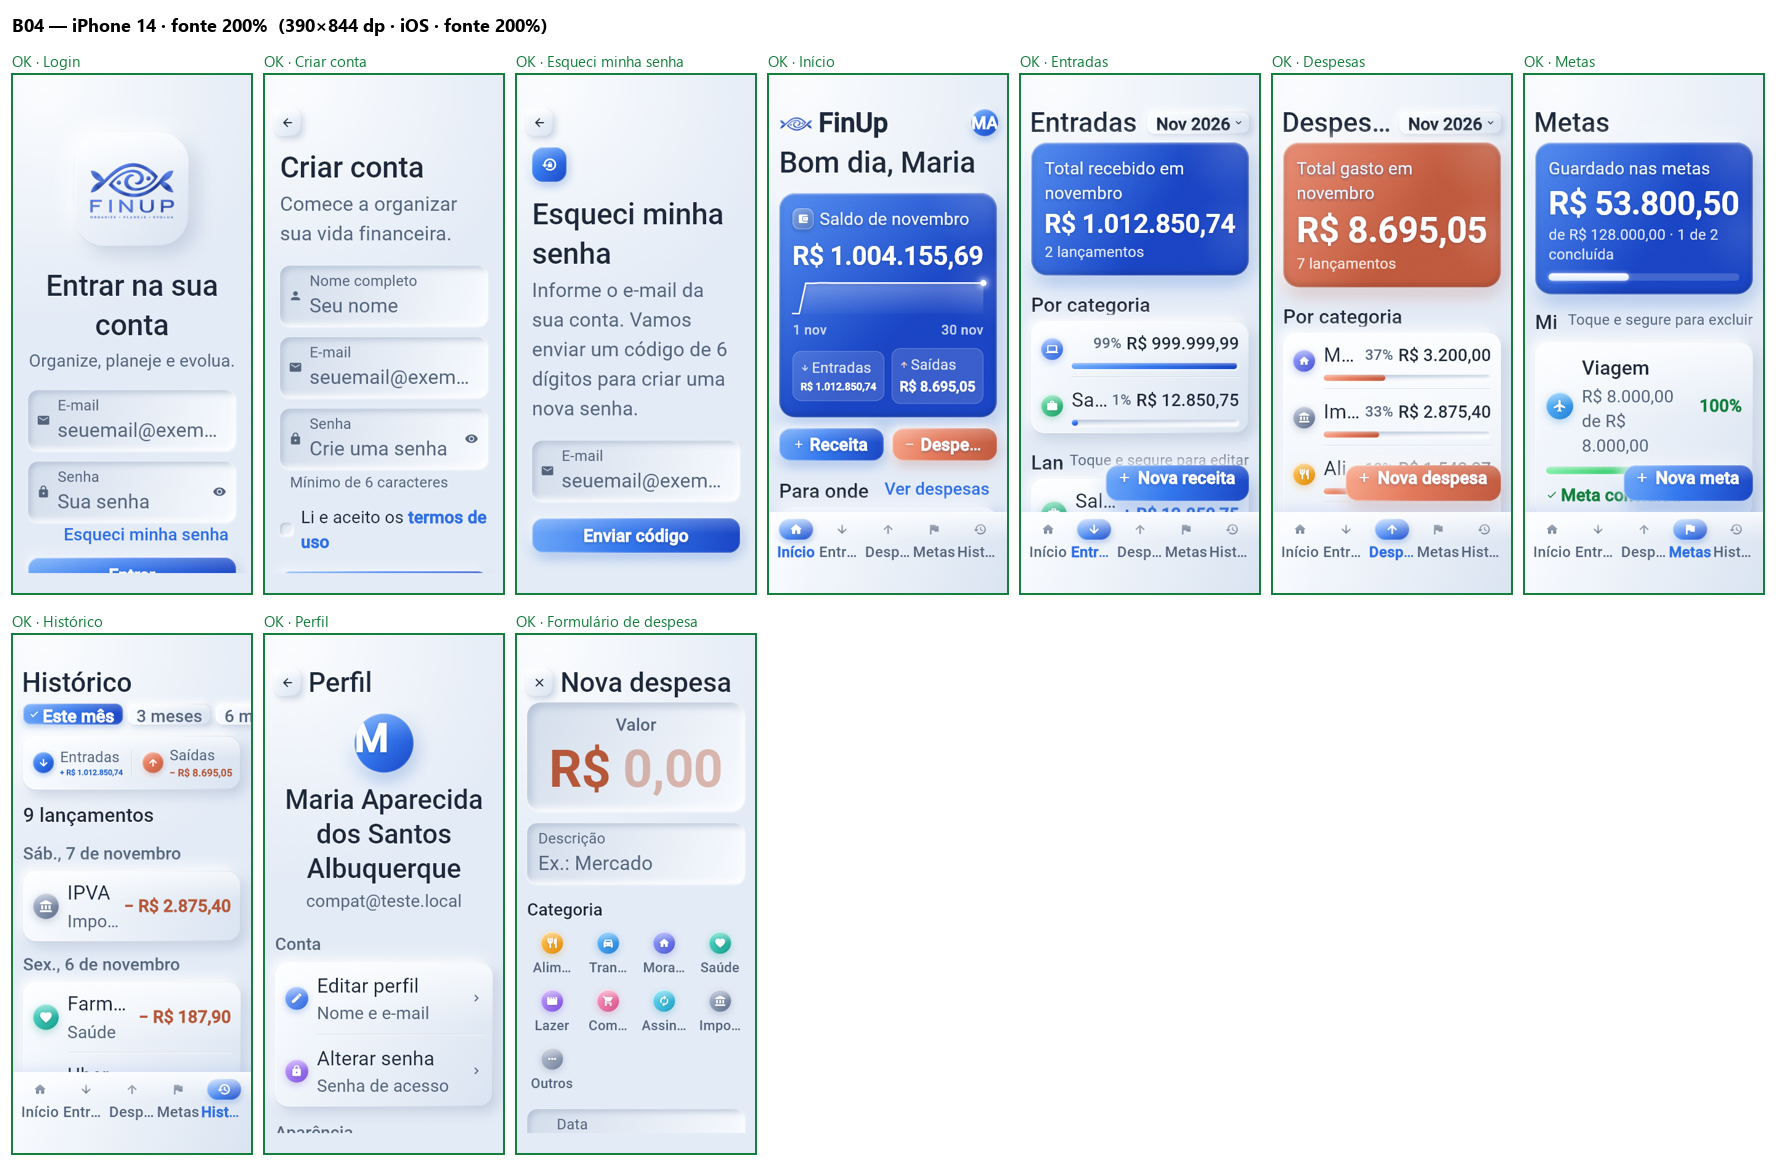 B04 — iPhone 14 · fonte 200% (390×844 dp · iOS · fonte 200%)
OK · Login
FINUP
ORGANIZE • PLANEJE • EVOLUA
Entrar na sua
conta
Organize, planeje e evolua.
E-mail
seuemail@exem...
Senha
Sua senha
Esqueci minha senha
Entrar
OK · Criar conta
Criar conta
Comece a organizar
sua vida financeira.
Nome completo
Seu nome
E-mail
seuemail@exem...
Senha
Crie uma senha
Mínimo de 6 caracteres
Li e aceito os termos de
uso
OK · Esqueci minha senha
Esqueci minha
senha
Informe o e-mail da
sua conta. Vamos
enviar um código de 6
dígitos para criar uma
nova senha.
E-mail
seuemail@exem...
Enviar código
OK · Início
FinUp
MA
Bom dia, Maria
Saldo de novembro
R$ 1.004.155,69
1 nov 30 nov
Entradas
R$ 1.012.850,74
Saídas
R$ 8.695,05
+ Receita
− Despe...
Para onde Ver despesas
Início Entr... Desp... Metas Hist...
OK · Entradas
Entradas Nov 2026
Total recebido em
novembro
R$ 1.012.850,74
2 lançamentos
Por categoria
99% R$ 999.999,99
Sa... 1% R$ 12.850,75
Lan Toque e segure para editar
Sal...
+ R$ 12.850,75
+ Nova receita
Início Entr... Desp... Metas Hist...
OK · Despesas
Despes... Nov 2026
Total gasto em
novembro
R$ 8.695,05
7 lançamentos
Por categoria
M... 37% R$ 3.200,00
Im... 33% R$ 2.875,40
Ali
+ Nova despesa
Início Entr... Desp... Metas Hist...
OK · Metas
Metas
Guardado nas metas
R$ 53.800,50
de R$ 128.000,00 · 1 de 2
concluída
Mi Toque e segure para excluir
Viagem
R$ 8.000,00
de R$
8.000,00
100%
Meta con
+ Nova meta
Início Entr... Desp... Metas Hist...
OK · Histórico
Histórico
Este mês 3 meses 6 m
Entradas
+ R$ 1.012.850,74
Saídas
− R$ 8.695,05
9 lançamentos
Sáb., 7 de novembro
IPVA
Impo...
− R$ 2.875,40
Sex., 6 de novembro
Farm...
Saúde
− R$ 187,90
Uber
Início Entr... Desp... Metas Hist...
OK · Perfil
Perfil
M
Maria Aparecida
dos Santos
Albuquerque
compat@teste.local
Conta
Editar perfil
Nome e e-mail
Alterar senha
Senha de acesso
Aparência
OK · Formulário de despesa
Nova despesa
Valor
R$ 0,00
Descrição
Ex.: Mercado
Categoria
Alim... Tran... Mora... Saúde
Lazer Com... Assin... Impo...
Outros
Data